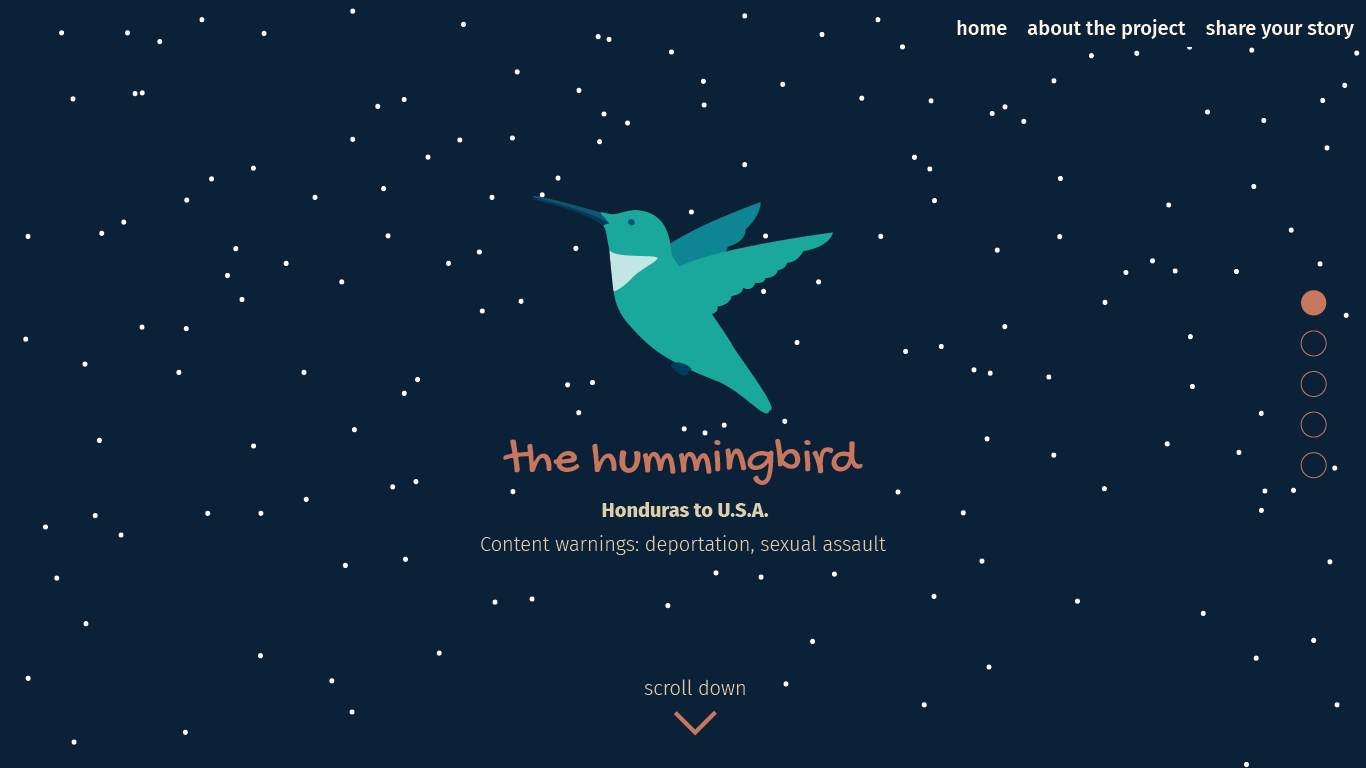 home about the project share your story
the hummingbird
Honduras to U.S.A.
Content warnings: deportation, sexual assault
scroll down